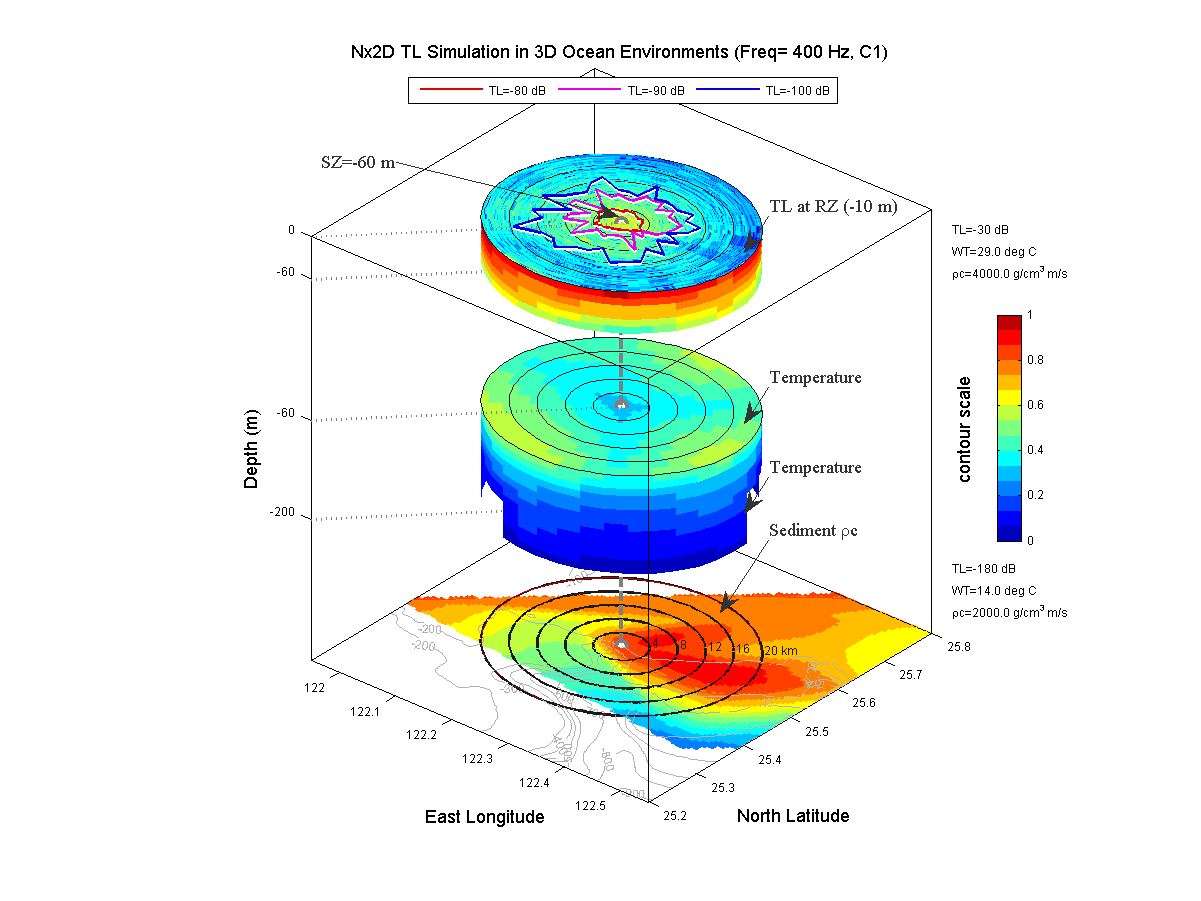 Nx2D TL Simulation in 3D Ocean Environments (Freq= 400 Hz, C1)
TL=-80 dB TL=-90 dB TL=-100 dB
SZ=-60 m
TL at RZ (-10 m)
0
-60
-60
-200
Depth (m)
TL=-30 dB
WT=29.0 deg C
ρc=4000.0 g/cm³ m/s
1
0.8
0.6
0.4
0.2
0
contour scale
TL=-180 dB
WT=14.0 deg C
ρc=2000.0 g/cm³ m/s
Temperature
Temperature
Sediment ρc
-200
-200
4 8 12 16 20 km
-800
122
122.1
122.2
122.3
122.4
122.5
East Longitude
25.2
25.3
25.4
25.5
25.6
25.7
25.8
North Latitude